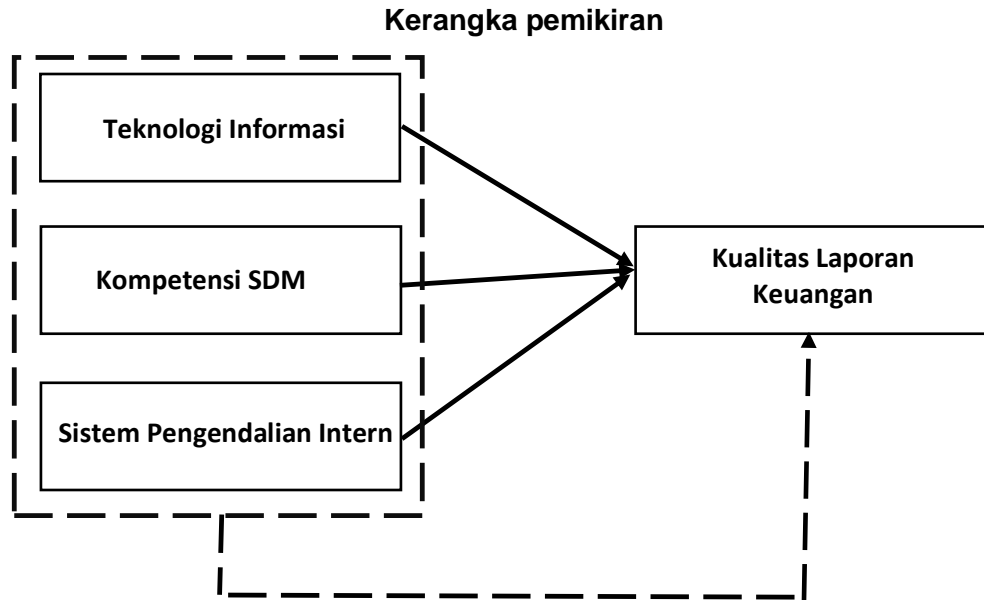 Kerangka pemikiran
Teknologi Informasi
Kompetensi SDM
Sistem Pengendalian Intern
Kualitas Laporan
Keuangan